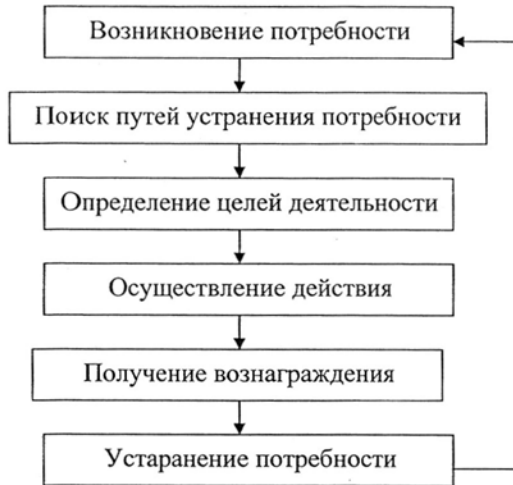 Возникновение потребности
Поиск путей устранения потребности
Определение целей деятельности
Осуществление действия
Получение вознаграждения
Устаранение потребности